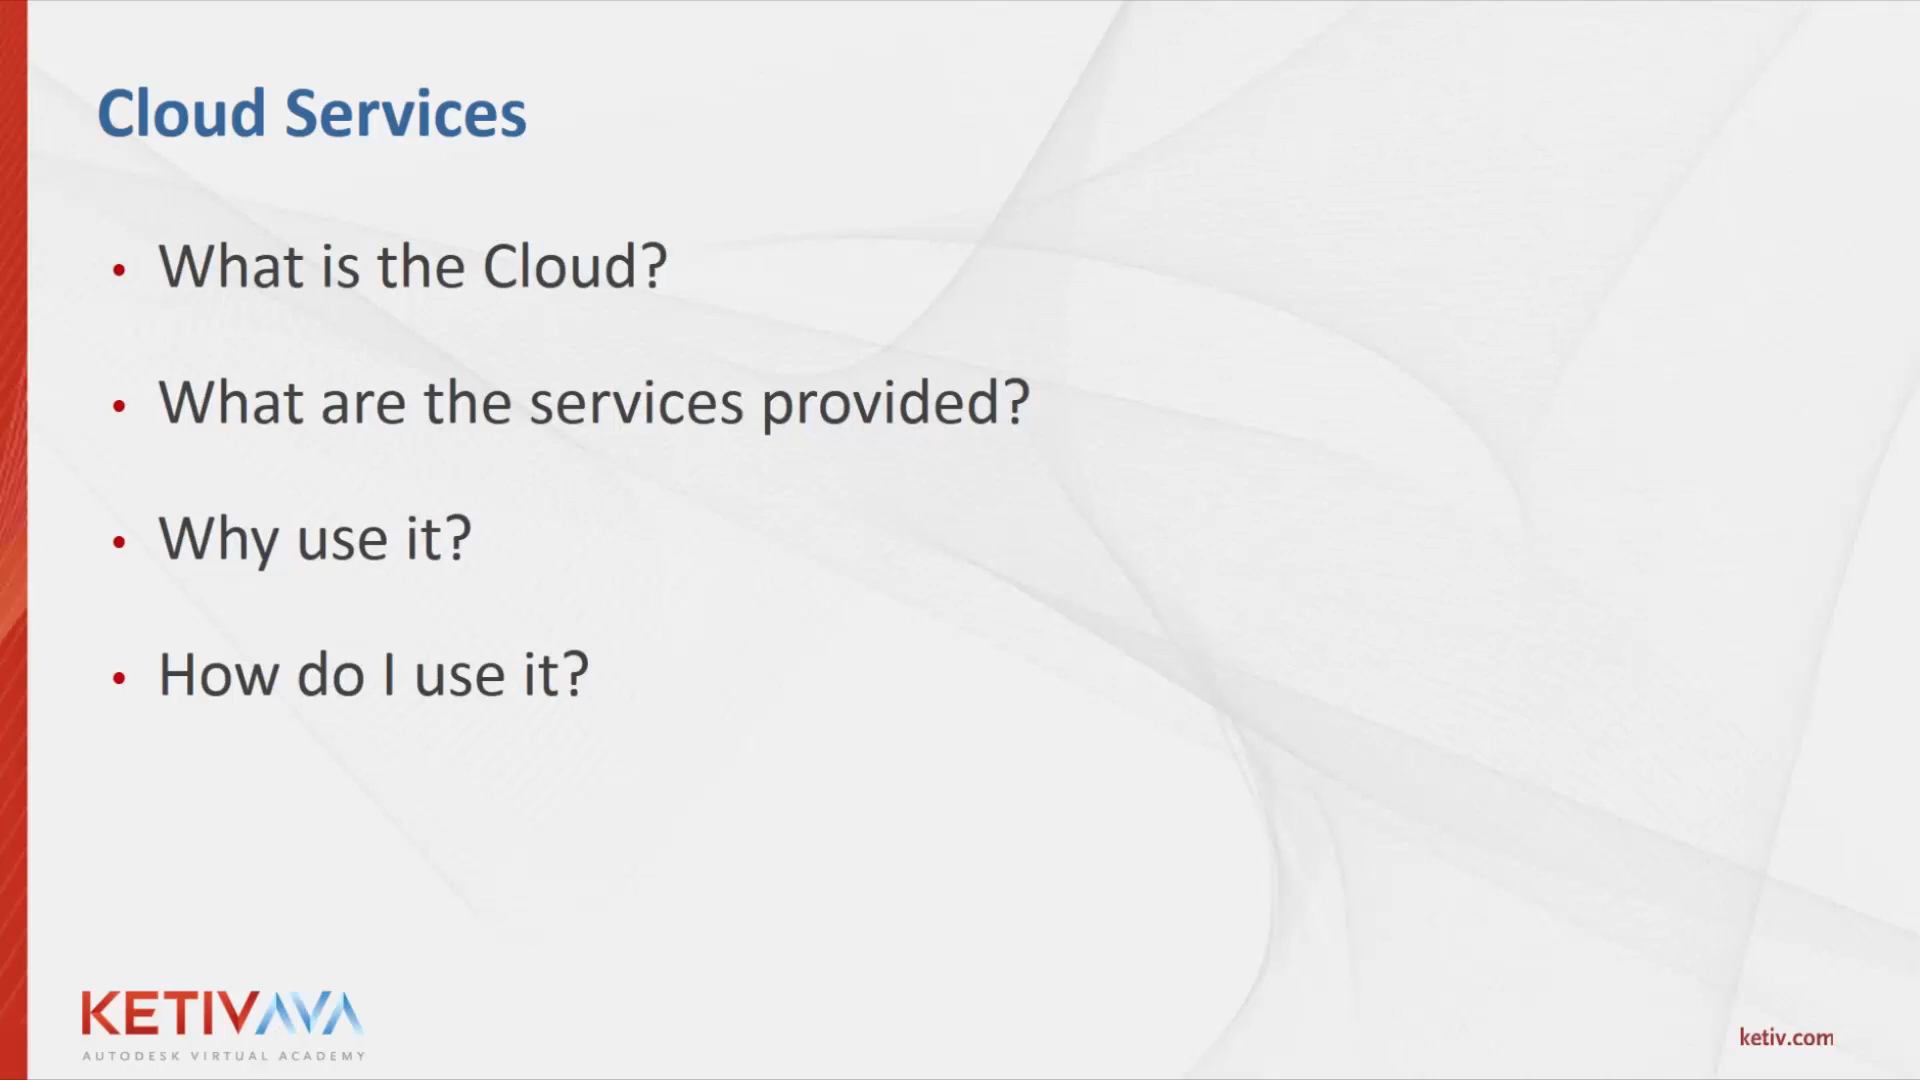 Cloud Services
• What is the Cloud?
• What are the services provided?
• Why use it?
• How do I use it?
KETIVAVA
AUTODESK VIRTUAL ACADEMY
ketiv.com